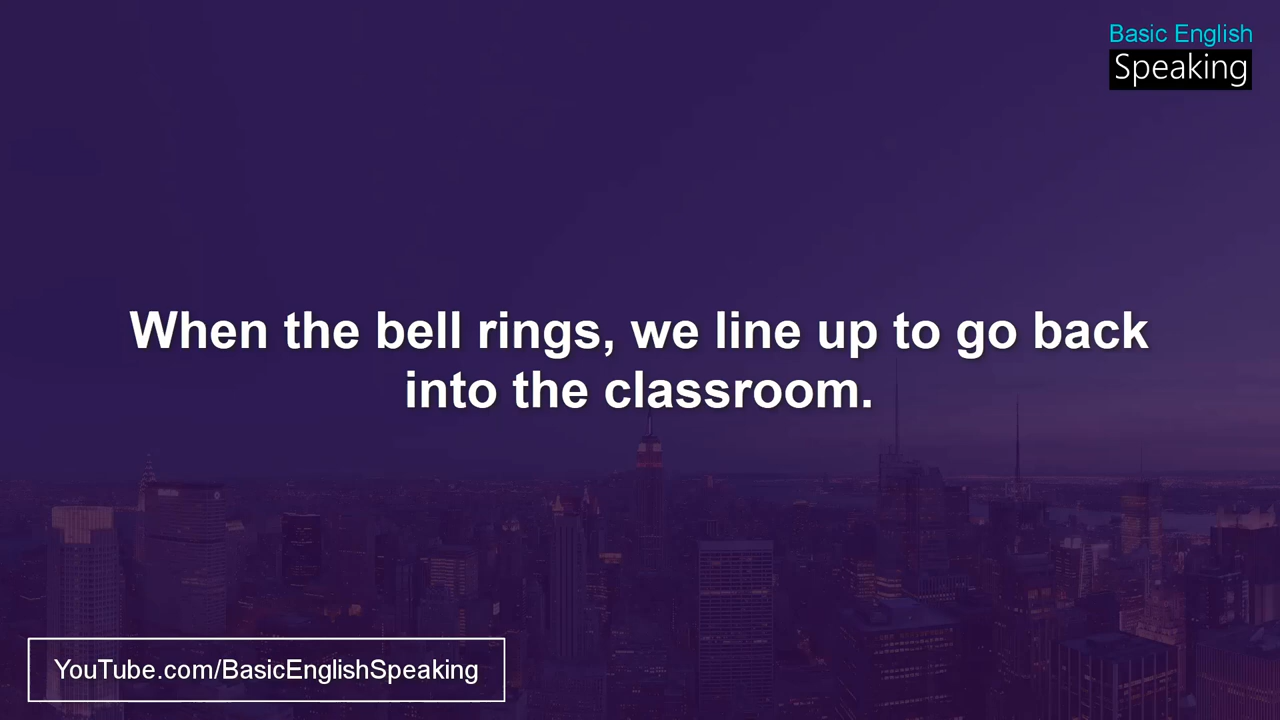 Basic English
Speaking
When the bell rings, we line up to go back
into the classroom.
YouTube.com/BasicEnglishSpeaking